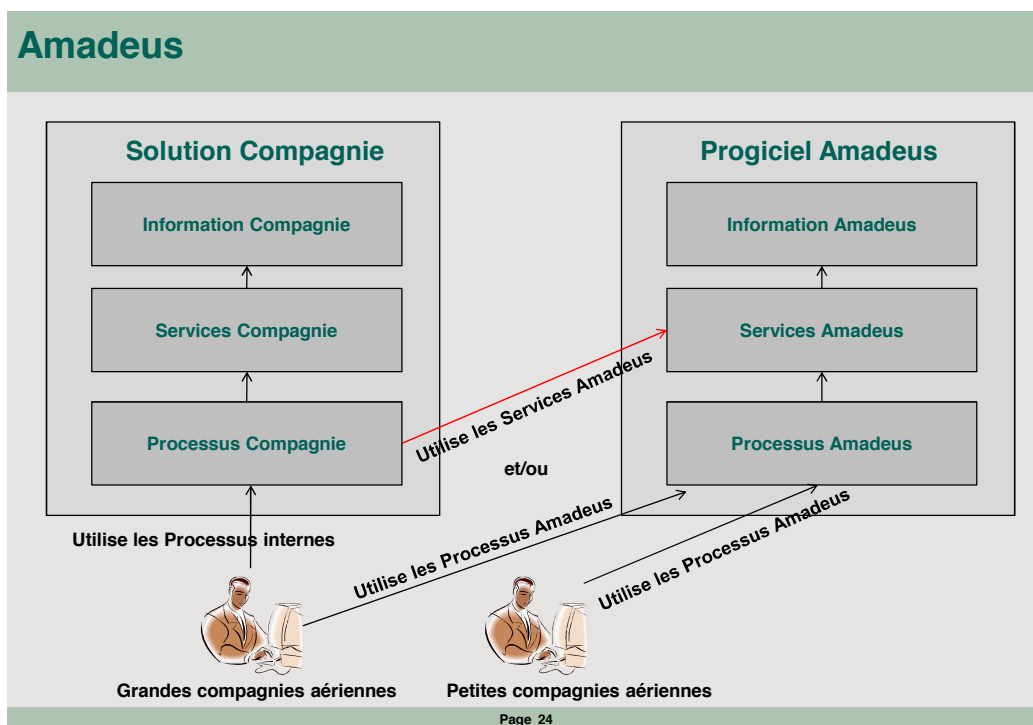 Amadeus
Solution Compagnie
Information Compagnie
Services Compagnie
Processus Compagnie
Progiciel Amadeus
Information Amadeus
Services Amadeus
Processus Amadeus
Utilise les Services Amadeus
et/ou
Utilise les Processus internes
Utilise les Processus Amadeus
Utilise les Processus Amadeus
Grandes compagnies aériennes
Petites compagnies aériennes
Page 24